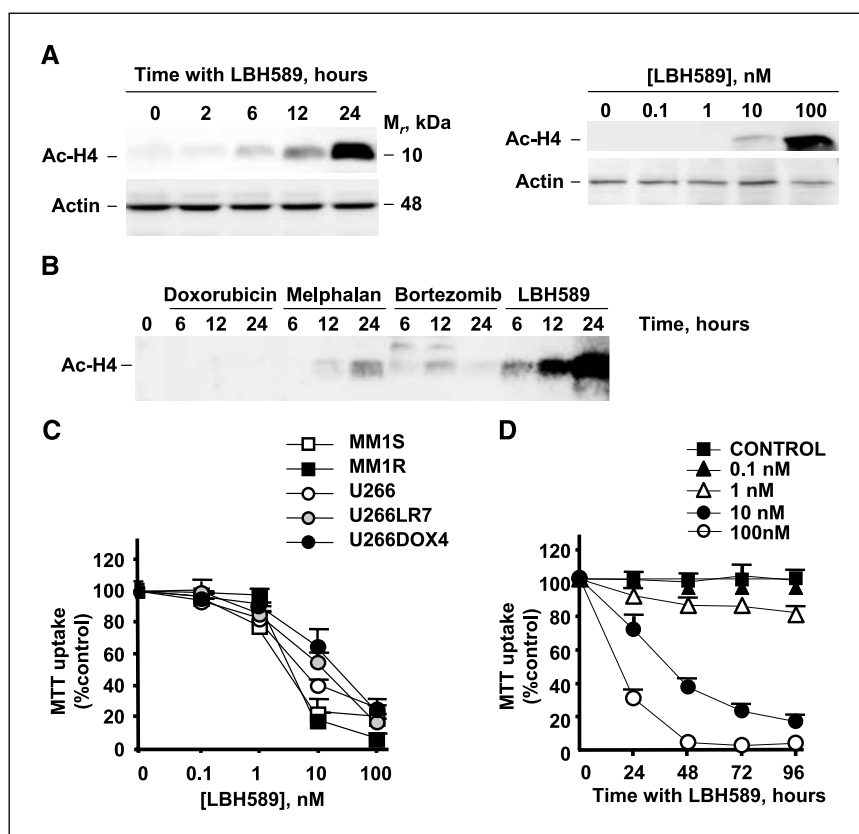 A
Time with LBH589, hours
0 2 6 12 24
Mr, kDa
Ac-H4 – – 10
Actin – – 48
[LBH589], nM
0 0.1 1 10 100
Ac-H4 –
Actin –
B
Doxorubicin Melphalan Bortezomib LBH589
0 6 12 24 6 12 24 6 12 24 6 12 24 Time, hours
Ac-H4 –
C
MM1S
MM1R
U266
U266LR7
U266DOX4
MTT uptake
(%control)
120
100
80
60
40
20
0
0 0.1 1 10 100
[LBH589], nM
D
CONTROL
0.1 nM
1 nM
10 nM
100nM
MTT uptake
(%control)
120
100
80
60
40
20
0
0 24 48 72 96
Time with LBH589, hours